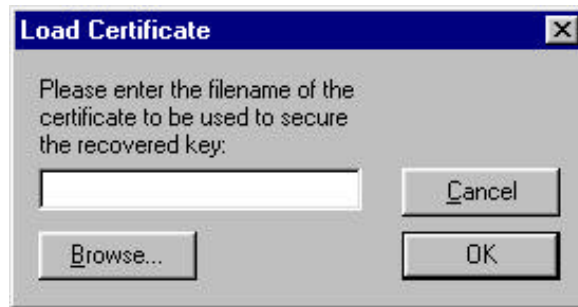 Load Certificate
Please enter the filename of the
certificate to be used to secure
the recovered key:
Cancel
Browse...
OK